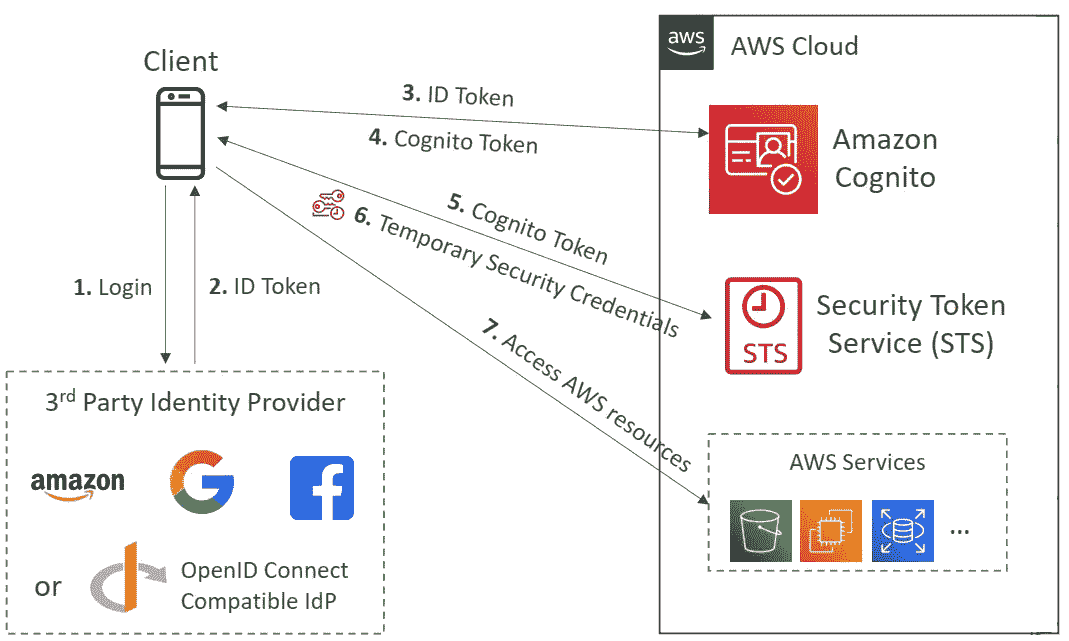 Client
aws
AWS Cloud
3. ID Token
4. Cognito Token
Amazon
Cognito
5. Cognito Token
6. Temporary Security Credentials
1. Login
2. ID Token
7. Access AWS resources
Security Token
Service (STS)
STS
3rd Party Identity Provider
amazon
or
OpenID Connect
Compatible IdP
AWS Services
...